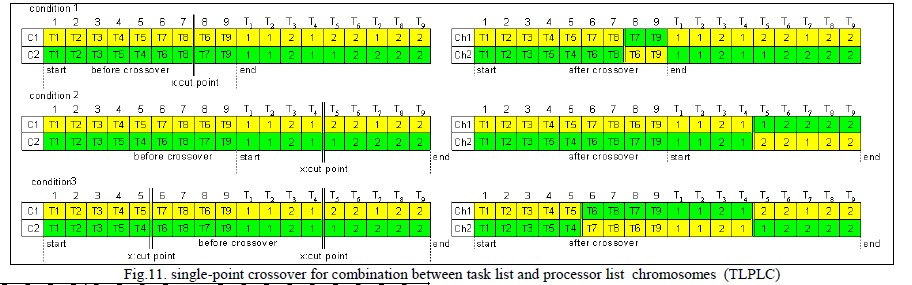 condition 1
1 2 3 4 5 6 7 8 9 T1 T2 T3 T4 T5 T6 T7 T8 T9
C1 T1 T2 T3 T4 T5 T7 T8 T6 T9 1 1 2 1 2 2 1 2 2
C2 T1 T2 T3 T5 T4 T6 T8 T7 T9 1 1 2 1 1 2 2 2 2
start before crossover end
x:cut point
1 2 3 4 5 6 7 8 9 T1 T2 T3 T4 T5 T6 T7 T8 T9
Ch1 T1 T2 T3 T4 T5 T7 T8 T7 T9 1 1 2 1 2 2 1 2 2
Ch2 T1 T2 T3 T5 T4 T6 T8 T6 T9 1 1 2 1 1 2 2 2 2
start after crossover end
condition 2
1 2 3 4 5 6 7 8 9 T1 T2 T3 T4 T5 T6 T7 T8 T9
C1 T1 T2 T3 T4 T5 T7 T8 T6 T9 1 1 2 1 2 2 1 2 2
C2 T1 T2 T3 T5 T4 T6 T8 T7 T9 1 1 2 1 1 2 2 2 2
before crossover start end
x:cut point
1 2 3 4 5 6 7 8 9 T1 T2 T3 T4 T5 T6 T7 T8 T9
Ch1 T1 T2 T3 T4 T5 T7 T8 T6 T9 1 1 2 1 1 2 2 2 2
Ch2 T1 T2 T3 T5 T4 T6 T8 T7 T9 1 1 2 1 2 2 1 2 2
after crossover start end
condition3
1 2 3 4 5 6 7 8 9 T1 T2 T3 T4 T5 T6 T7 T8 T9
C1 T1 T2 T3 T4 T5 T7 T8 T6 T9 1 1 2 1 2 2 1 2 2
C2 T1 T2 T3 T5 T4 T6 T8 T7 T9 1 1 2 1 1 2 2 2 2
start before crossover end
x:cut point x:cut point
1 2 3 4 5 6 7 8 9 T1 T2 T3 T4 T5 T6 T7 T8 T9
Ch1 T1 T2 T3 T4 T5 T6 T8 T7 T9 1 1 2 1 2 2 1 2 2
Ch2 T1 T2 T3 T5 T4 T7 T8 T6 T9 1 1 2 1 1 2 2 2 2
start after crossover end
Fig.11. single-point crossover for combination between task list and processor list chromosomes (TLPLC)